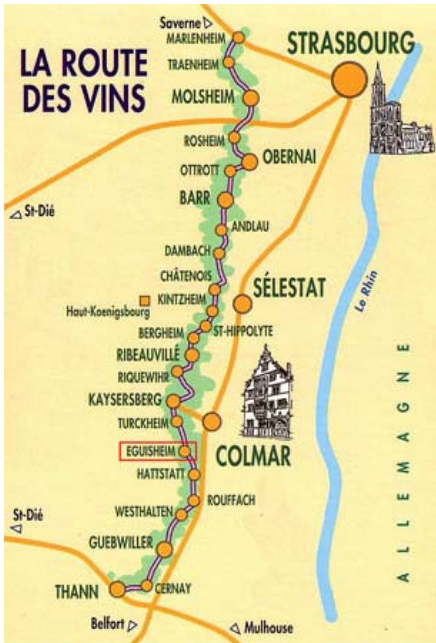 Saverne
MARLENHEIM
STRASBOURG
LA ROUTE
DES VINS
TRAENHEIM
MOLSHEIM
ROSHEIM
OBERNAI
OTTROTT
BARR
St-Dié
ANDLAU
DAMBACH
CHÂTENOIS
SÉLESTAT
Le Rhin
KINTZHEIM
Haut-Koenigsbourg
ST-HIPPOLYTE
BERGHEIM
RIBEAUVILLÉ
RIQUEWIHR
KAYSERSBERG
TURCKHEIM
COLMAR
EGUISHEIM
HATTSTATT
ROUFFACH
WESTHALTEN
St-Dié
GUEBWILLER
THANN
CERNAY
Belfort
Mulhouse
ALLEMAGNE